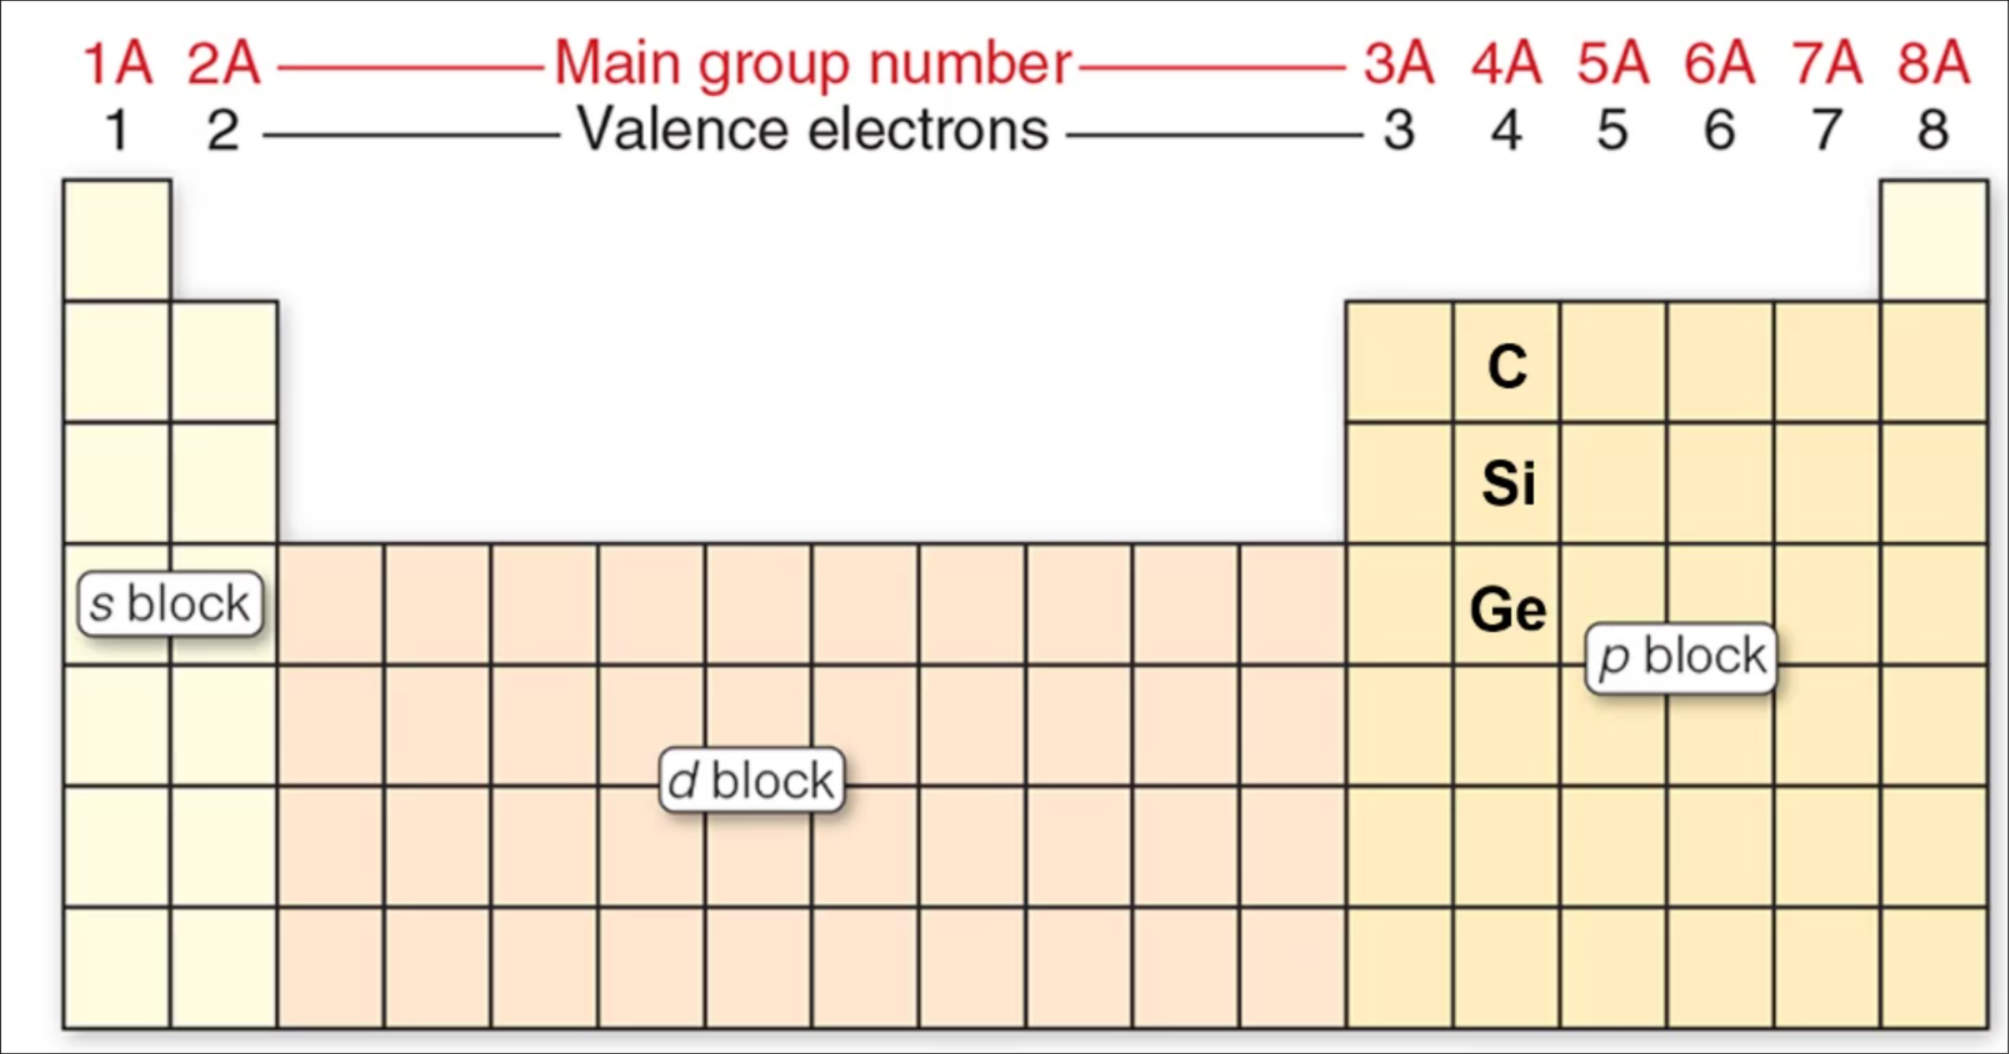 1A 2A Main group number 3A 4A 5A 6A 7A 8A
1 2 Valence electrons 3 4 5 6 7 8
C
Si
s block
Ge
p block
d block